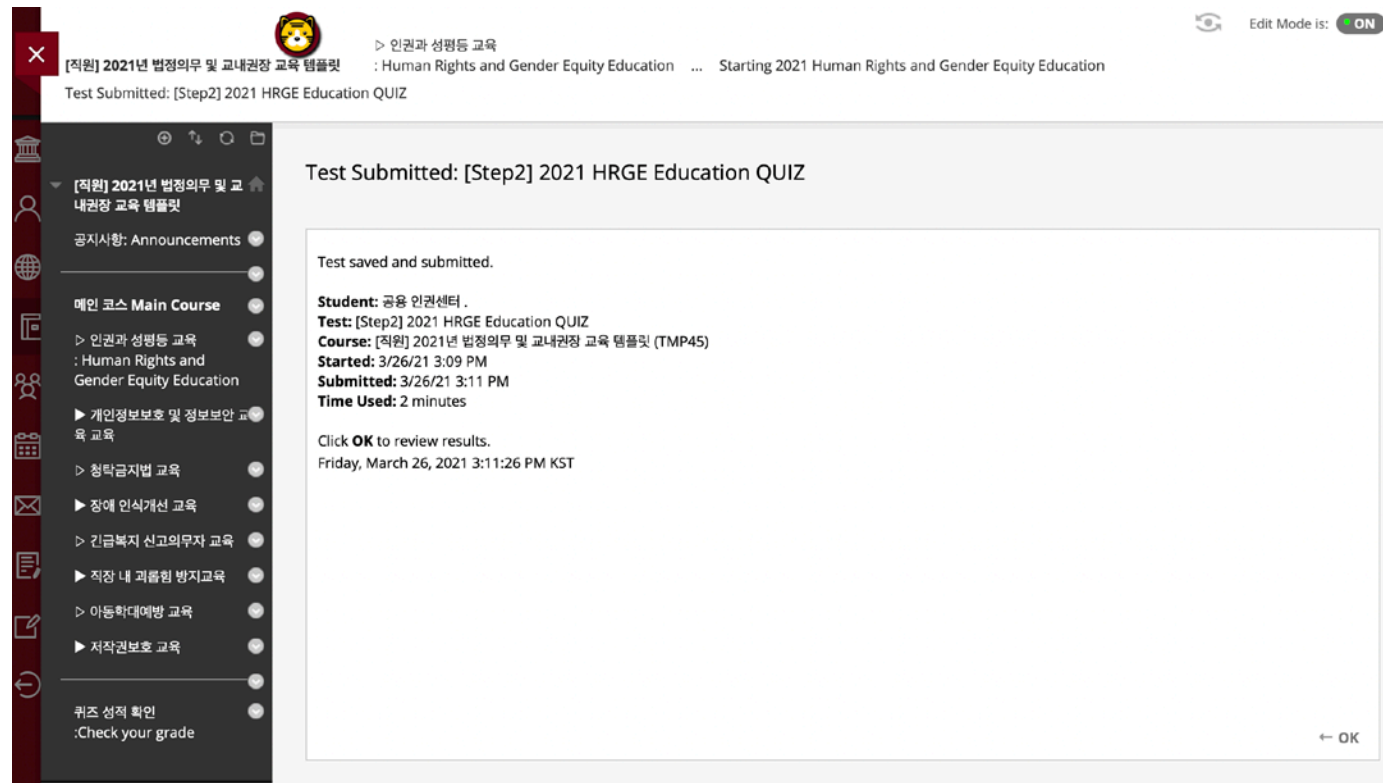 Edit Mode is: ON
▷ 인권과 성평등 교육
[직원] 2021년 법정의무 및 교내권장 교육 템플릿 : Human Rights and Gender Equity Education ... Starting 2021 Human Rights and Gender Equity Education
Test Submitted: [Step2] 2021 HRGE Education QUIZ
[직원] 2021년 법정의무 및 교
내권장 교육 템플릿
공지사항: Announcements
메인 코스 Main Course
▷ 인권과 성평등 교육
: Human Rights and
Gender Equity Education
▶ 개인정보보호 및 정보보안 교
육 교육
▷ 청탁금지법 교육
▶ 장애 인식개선 교육
▷ 긴급복지 신고의무자 교육
▶ 직장 내 괴롭힘 방지교육
▷ 아동학대예방 교육
▶ 저작권보호 교육
퀴즈 성적 확인
:Check your grade
Test Submitted: [Step2] 2021 HRGE Education QUIZ
Test saved and submitted.
Student: 공용 인권센터 .
Test: [Step2] 2021 HRGE Education QUIZ
Course: [직원] 2021년 법정의무 및 교내권장 교육 템플릿 (TMP45)
Started: 3/26/21 3:09 PM
Submitted: 3/26/21 3:11 PM
Time Used: 2 minutes
Click OK to review results.
Friday, March 26, 2021 3:11:26 PM KST
← OK